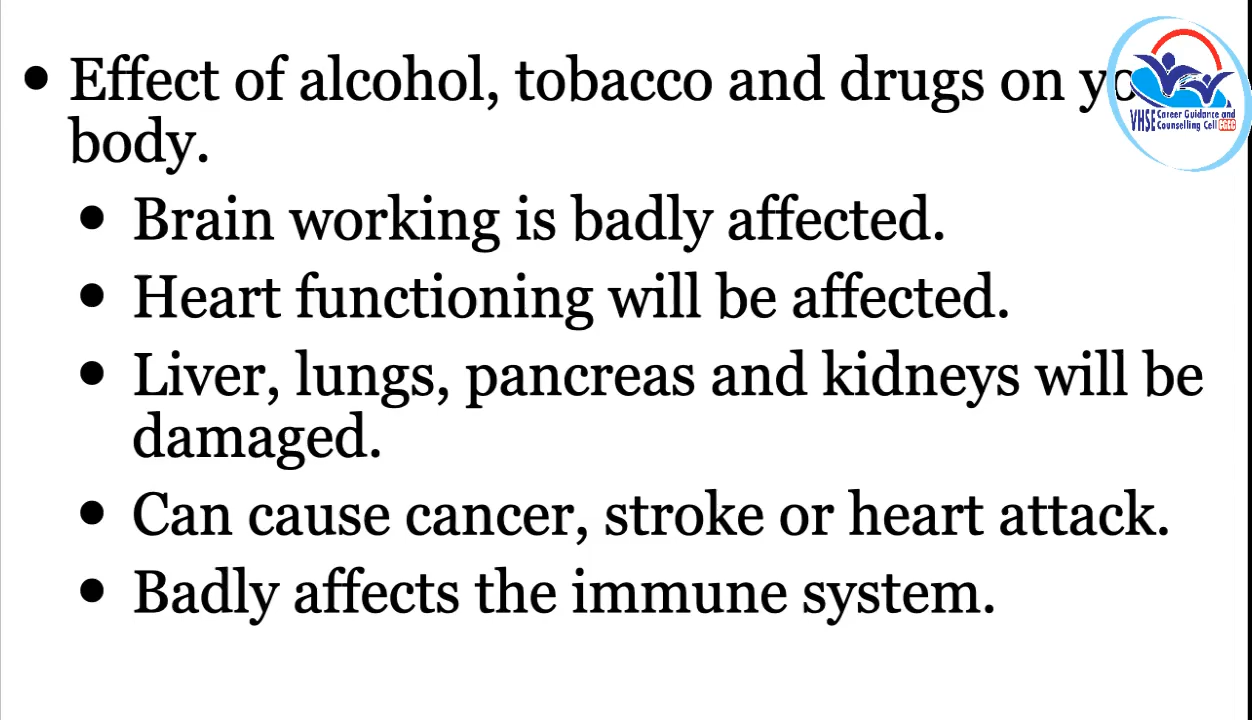 • Effect of alcohol, tobacco and drugs on
body.
• Brain working is badly affected.
• Heart functioning will be affected.
• Liver, lungs, pancreas and kidneys will be
damaged.
• Can cause cancer, stroke or heart attack.
• Badly affects the immune system.
VHSE Career Guidance and
Counselling Cell CGCC